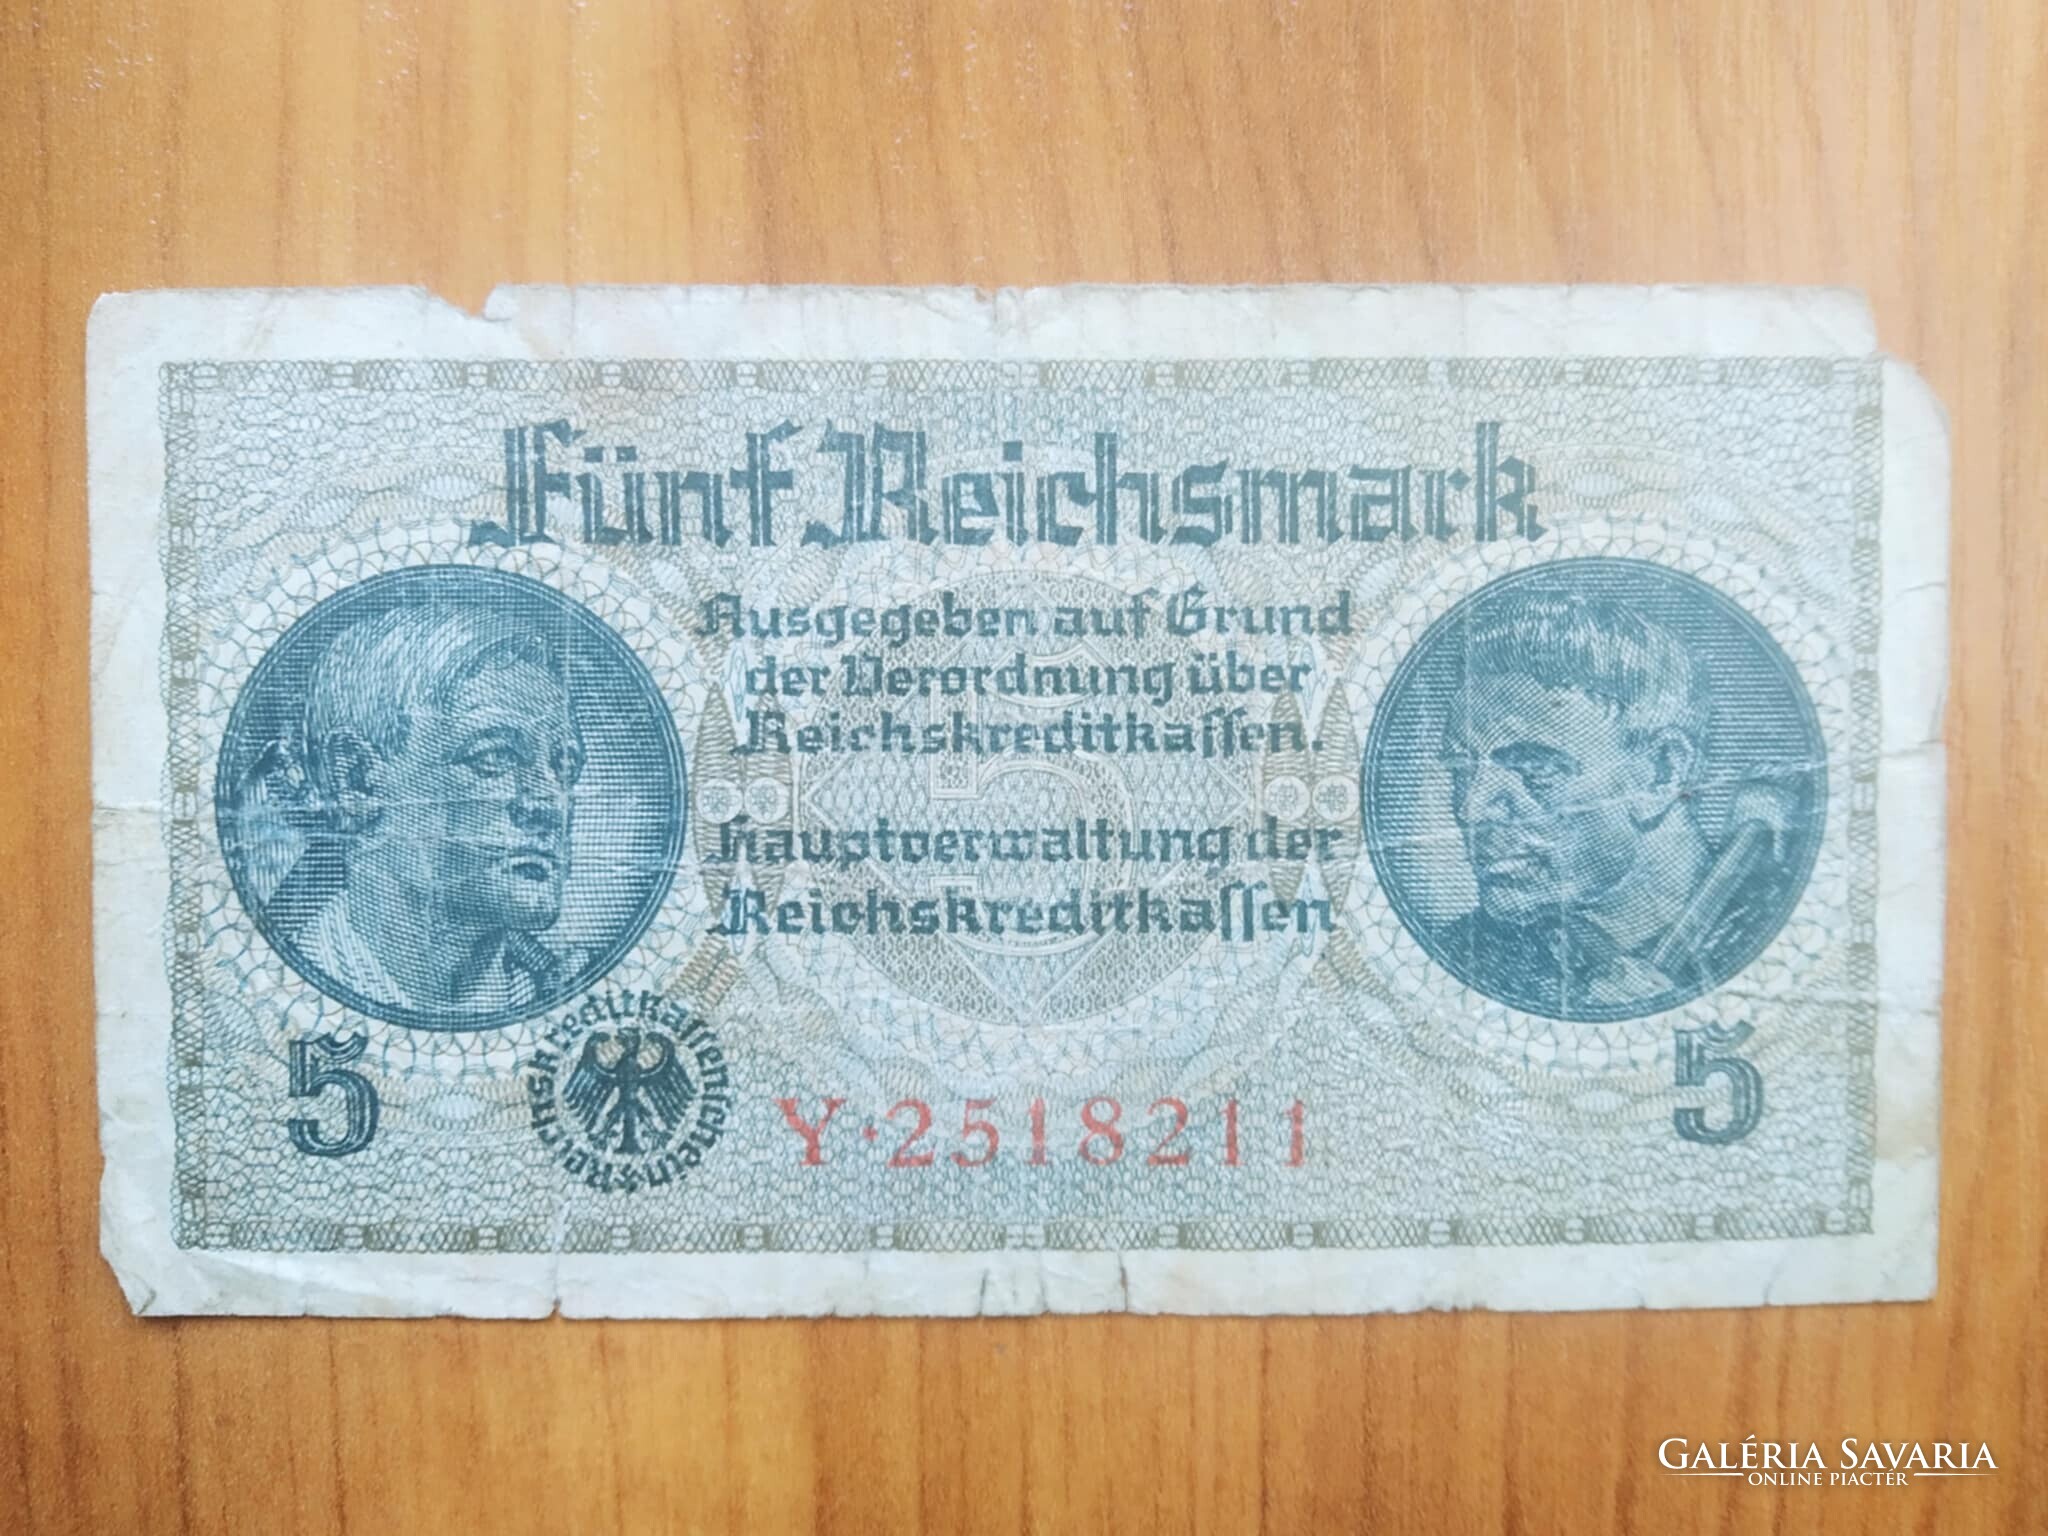 Fünf Reichsmark
Ausgegeben auf Grund
der Verordnung über
Reichskreditkassen.
Hauptverwaltung der
Reichskreditkassen
5
5
5
Reichskreditkassenschein
Y·2518211
GALÉRIA SAVARIA
ONLINE PIACTÉR